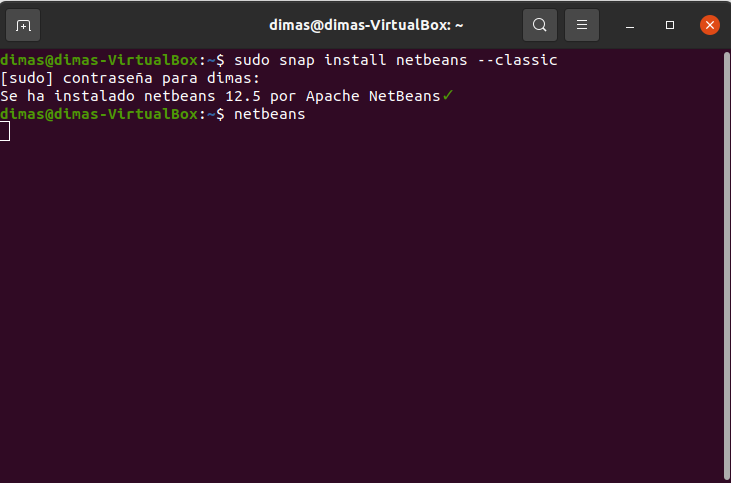 dimas@dimas-VirtualBox: ~
dimas@dimas-VirtualBox:~$ sudo snap install netbeans --classic
[sudo] contraseña para dimas:
Se ha instalado netbeans 12.5 por Apache NetBeans✓
dimas@dimas-VirtualBox:~$ netbeans